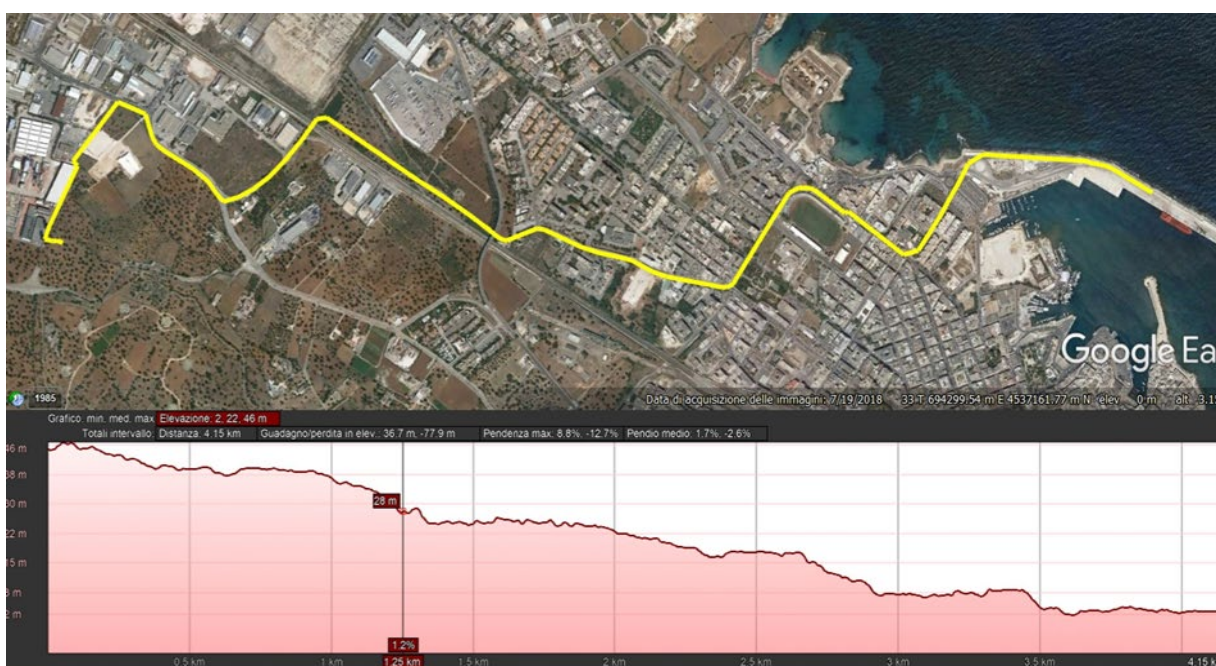 Google Ea
1985
Data di acquisizione delle immagini: 7/19/2018 33 T 694299.54 m E 4537161.77 m N elev 0 m alt 3.15
Grafico: min. med. max Elevazione: 2, 22, 46 m
Totali intervallo: Distanza: 4.15 km Guadagno/perdita in elev.: 36.7 m, -77.9 m Pendenza max: 8.8%, -12.7% Pendio medio: 1.7%, -2.6%
46 m
38 m
30 m
28 m
22 m
15 m
8 m
2 m
1.2%
0.5 km 1 km 1.25 km 1.5 km 2 km 2.5 km 3 km 3.5 km 4.15 k